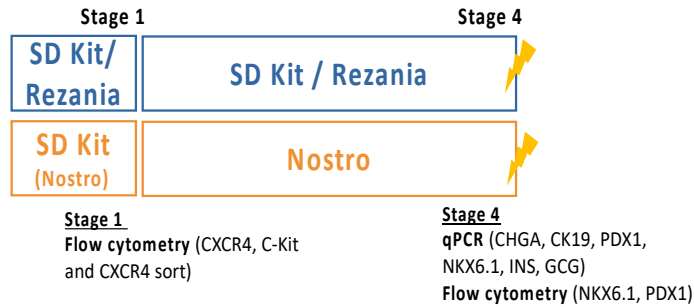 Stage 1
Stage 4
SD Kit/
Rezania
SD Kit / Rezania
SD Kit
(Nostro)
Nostro
Stage 1
Flow cytometry (CXCR4, C-Kit
and CXCR4 sort)
Stage 4
qPCR (CHGA, CK19, PDX1,
NKX6.1, INS, GCG)
Flow cytometry (NKX6.1, PDX1)